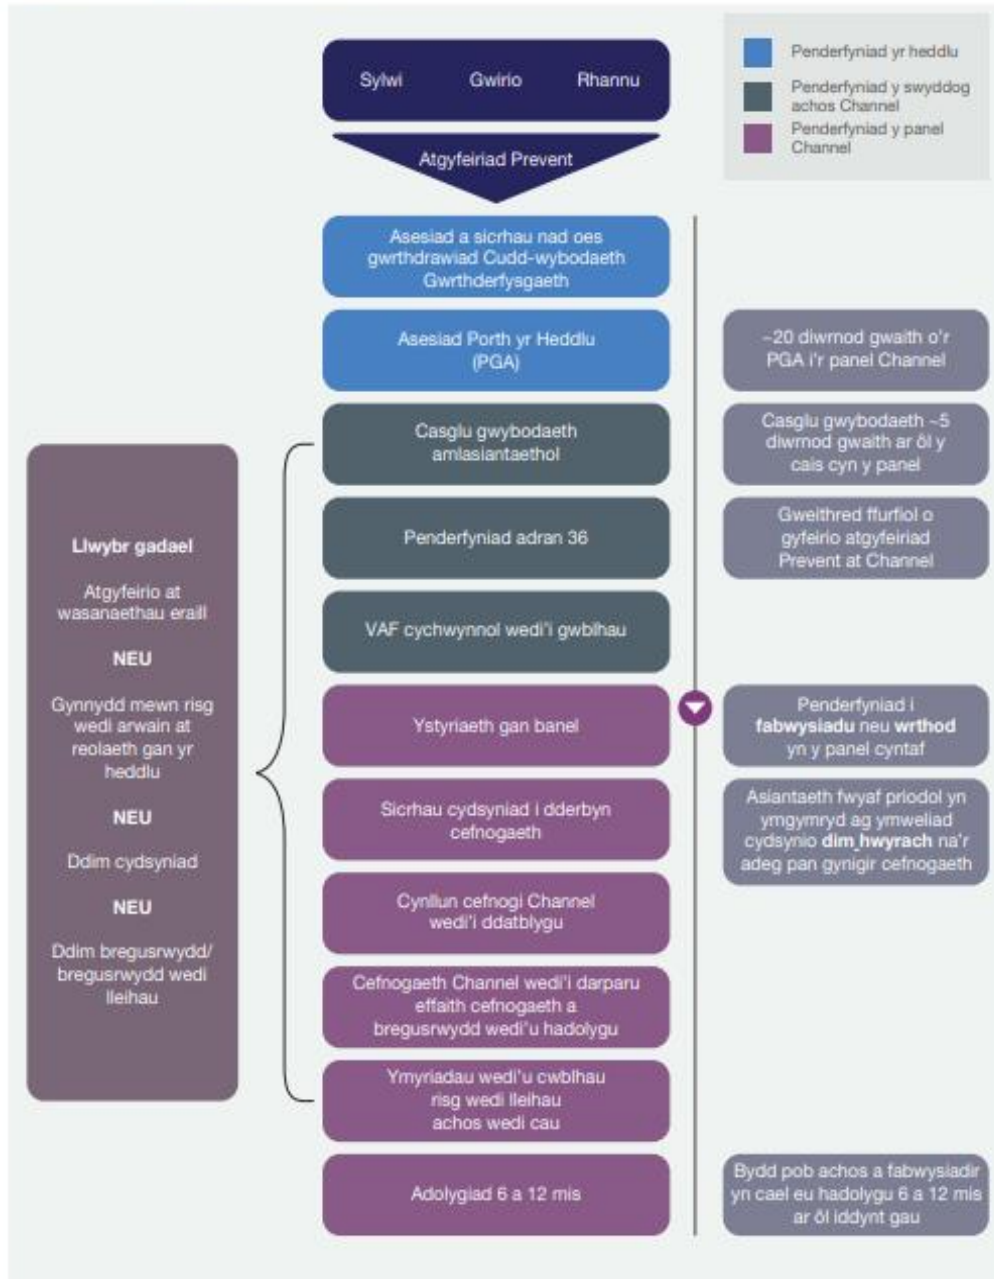 Sylwi Gwirio Rhannu
Atgyfeiriad Prevent
Penderfyniad yr heddlu
Penderfyniad y swyddog
achos Channel
Penderfyniad y panel
Channel
Asesiad a sicrhau nad oes
gwrthdrawiad Cudd-wybodaeth
Gwrthderfysgaeth
Asesiad Porth yr Heddlu
(PGA)
~20 diwrnod gwaith o'r
PGA i'r panel Channel
Casglu gwybodaeth
amlasiantaethol
Casglu gwybodaeth ~5
diwrnod gwaith ar ôl y
cais cyn y panel
Penderfyniad adran 36
Gweithred ffurfiol o
gyfeirio atgyfeiriad
Prevent at Channel
VAF cychwynnol wedi'i gwblhau
Ystyriaeth gan banel
Penderfyniad i
fabwysiadu neu wrthod
yn y panel cyntaf
Sicrhau cydsyniad i dderbyn
cefnogaeth
Asiantaeth fwyaf priodol yn
ymgymryd ag ymweliad
cydsynio dim_hwyrach na'r
adeg pan gynigir cefnogaeth
Cynllun cefnogi Channel
wedi'i ddatblygu
Cefnogaeth Channel wedi'i darparu
effaith cefnogaeth a
bregusrwydd wedi'u hadolygu
Ymyriadau wedi'u cwblhau
risg wedi lleihau
achos wedi cau
Adolygiad 6 a 12 mis
Bydd pob achos a fabwysiadir
yn cael eu hadolygu 6 a 12 mis
ar ôl iddynt gau
Llwybr gadael
Atgyfeirio at
wasanaethau eraill
NEU
Gynnydd mewn risg
wedi arwain at
reolaeth gan yr
heddlu
NEU
Ddim cydsyniad
NEU
Ddim bregusrwydd/
bregusrwydd wedi
lleihau